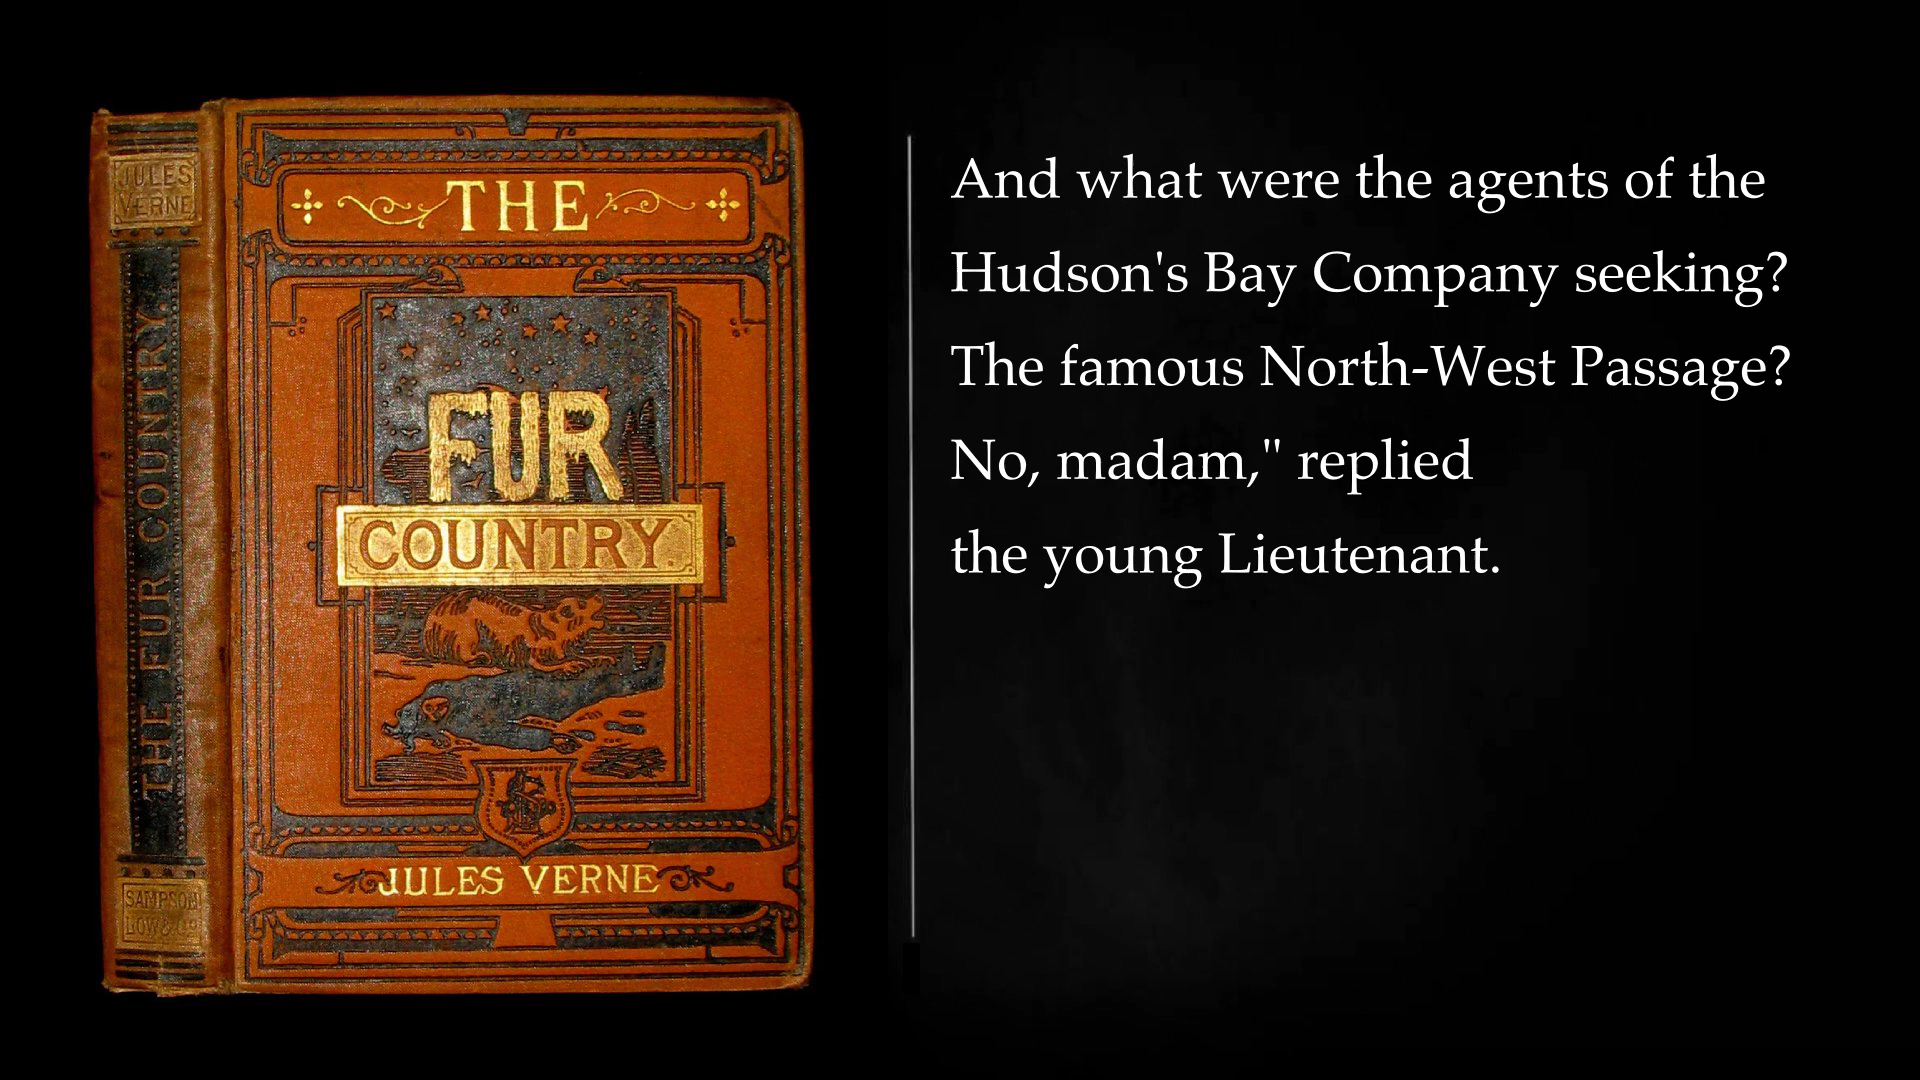 JULES
VERNE
THE FUR COUNTRY.
SAMPSON
LOW & Co
THE
FUR
COUNTRY.
JULES VERNE
And what were the agents of the
Hudson's Bay Company seeking?
The famous North-West Passage?
No, madam," replied
the young Lieutenant.